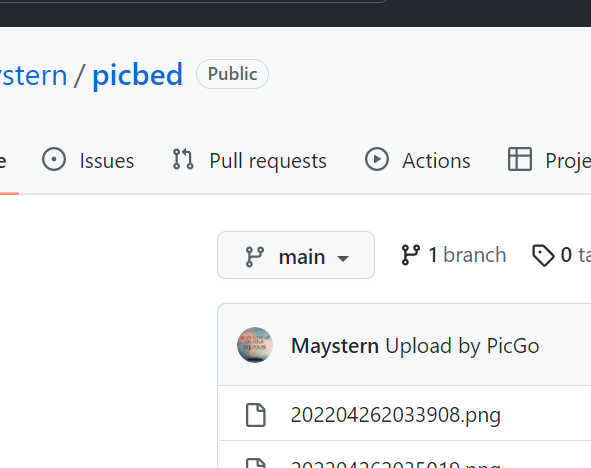 ystern / picbed Public
e Issues Pull requests Actions Proje
main 1 branch 0 ta
Maystern Upload by PicGo
202204262033908.png